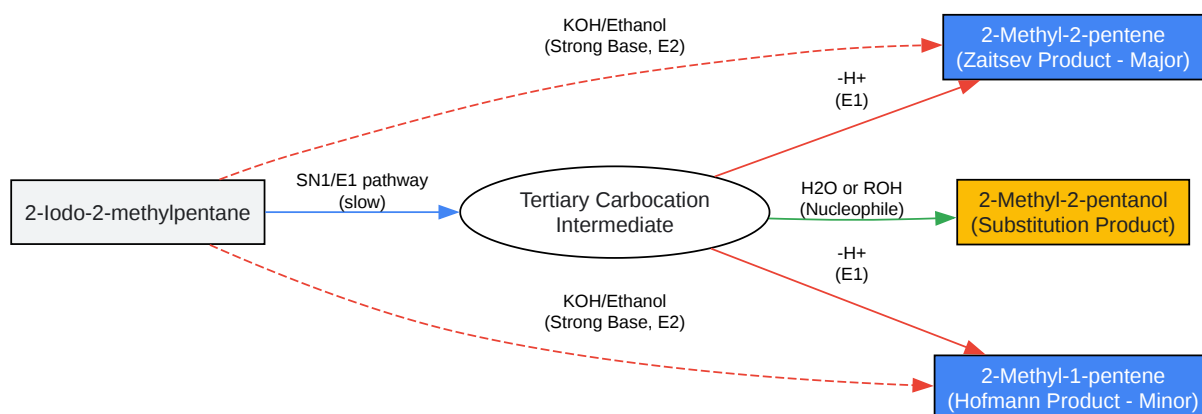 KOH/Ethanol
(Strong Base, E2)
2-Methyl-2-pentene
(Zaitsev Product - Major)
-H+
(E1)
2-Iodo-2-methylpentane
SN1/E1 pathway
(slow)
Tertiary Carbocation
Intermediate
H2O or ROH
(Nucleophile)
2-Methyl-2-pentanol
(Substitution Product)
-H+
(E1)
KOH/Ethanol
(Strong Base, E2)
2-Methyl-1-pentene
(Hofmann Product - Minor)